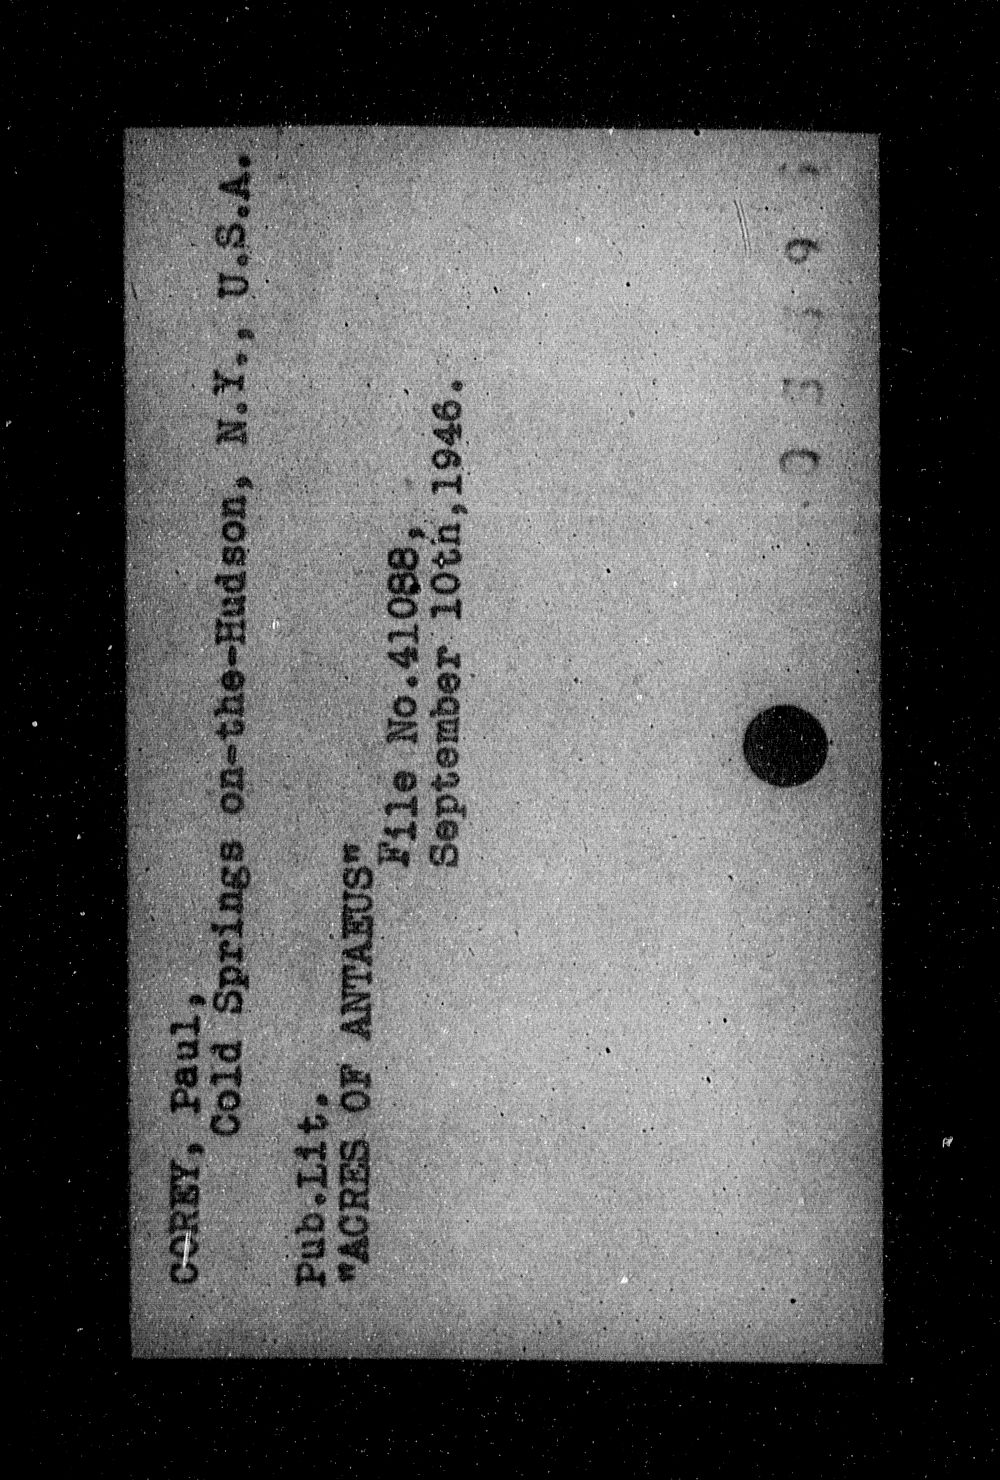 COREY, Paul,
Cold Springs on-the-Hudson, N.Y., U.S.A.
Pub.Lit.
"ACRES OF ANTAEUS"
File No.41088,
September 10th,1946.